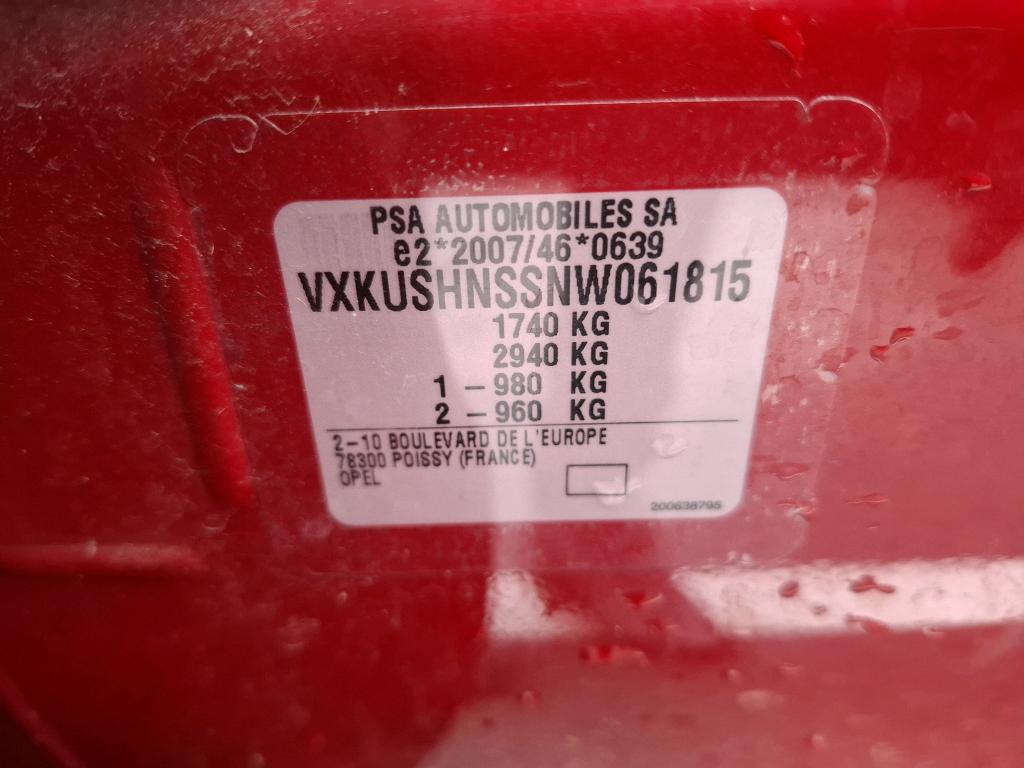 PSA AUTOMOBILES SA
e2*2007/46*0639
VXKUSHNSSNW061815
1740 KG
2940 KG
1 - 980 KG
2 - 960 KG
2-10 BOULEVARD DE L'EUROPE
78300 POISSY (FRANCE)
OPEL
200638795